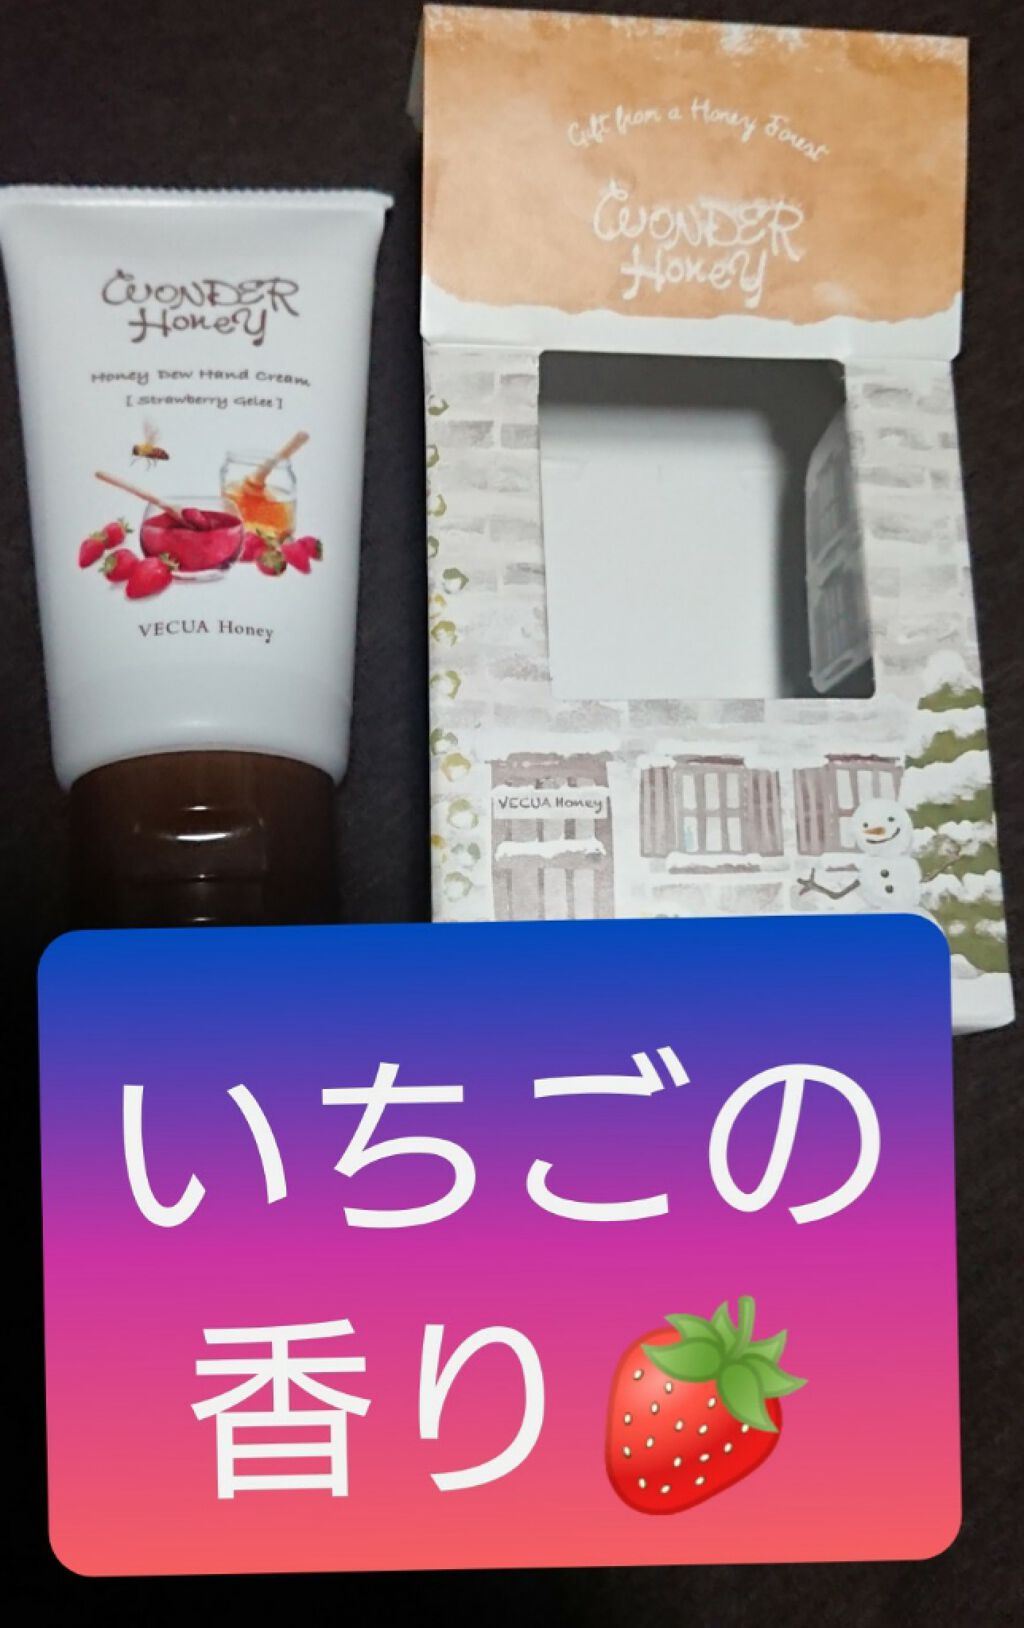 WONDER
Honey
Honey Dew Hand Cream
[ Strawberry Gelee ]
VECUA Honey
Gift from a Honey Forest
WONDER
Honey
VECUA Honey
いちごの
香り🍓